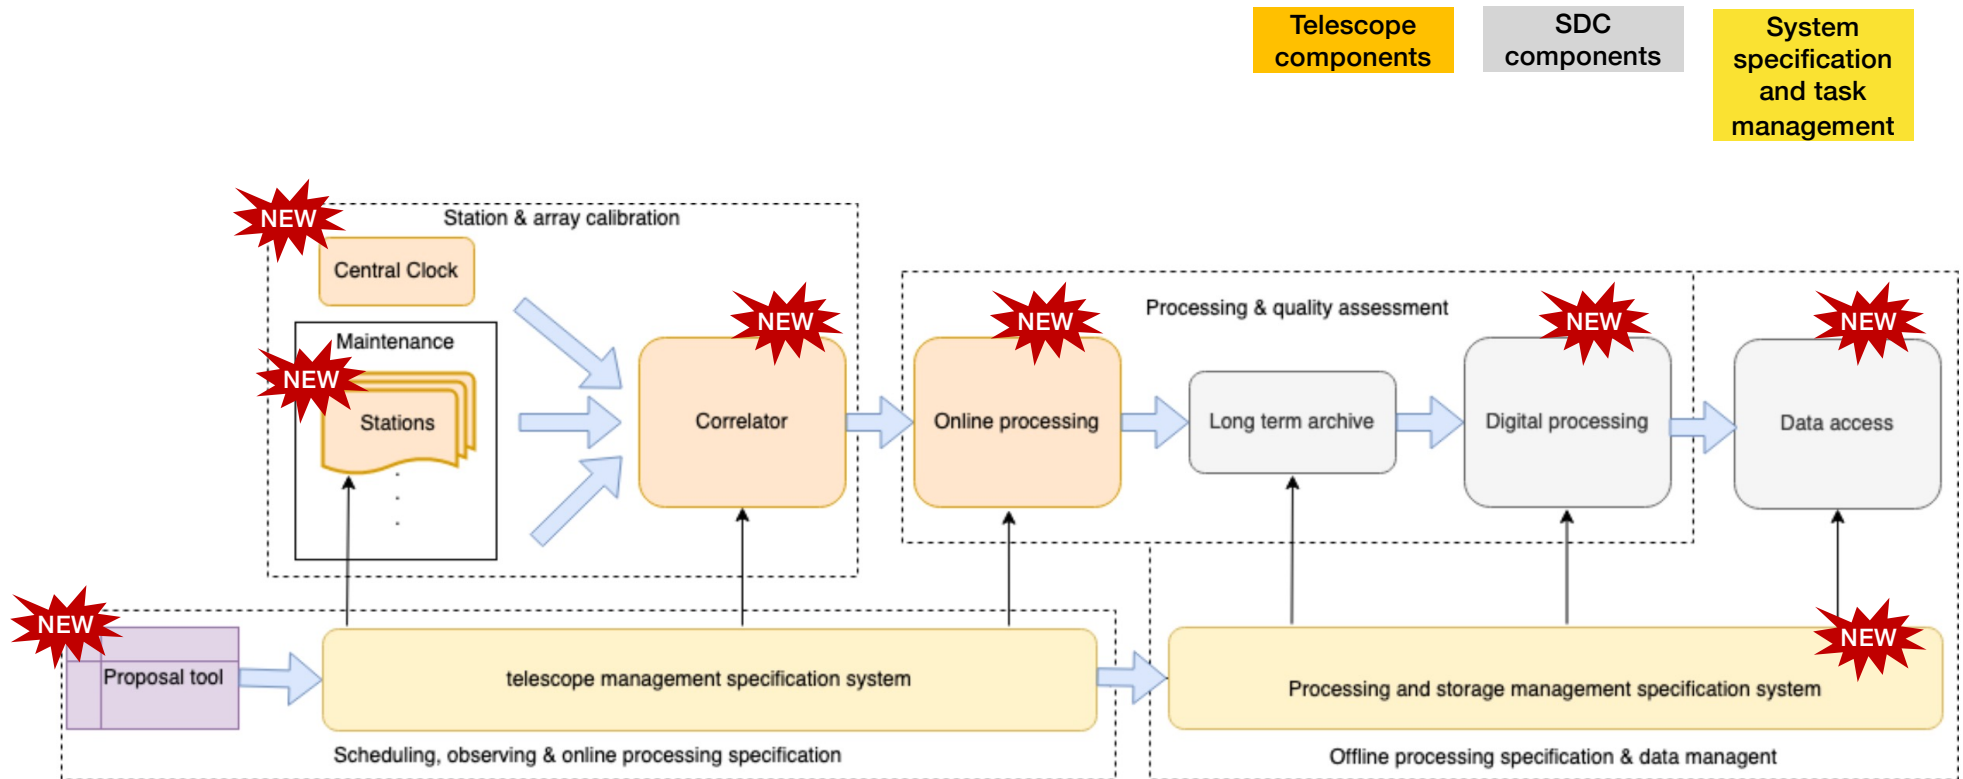 Telescope
components
SDC
components
System
specification
and task
management
NEW
Station & array calibration
Central Clock
Maintenance
NEW
Stations
NEW
Correlator
Processing & quality assessment
NEW
Online processing
Long term archive
NEW
Digital processing
NEW
Data access
NEW
Proposal tool
telescope management specification system
Scheduling, observing & online processing specification
NEW
Processing and storage management specification system
Offline processing specification & data managent